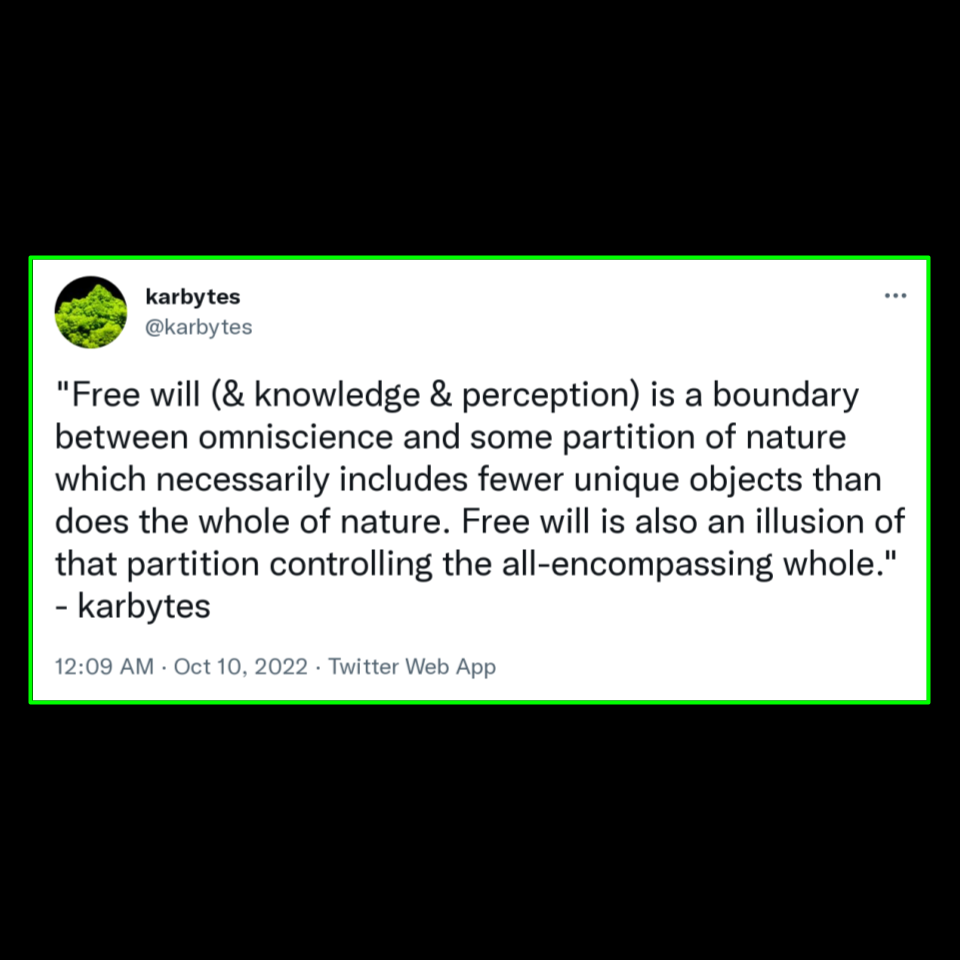 karbytes
@karbytes
"Free will (& knowledge & perception) is a boundary
between omniscience and some partition of nature
which necessarily includes fewer unique objects than
does the whole of nature. Free will is also an illusion of
that partition controlling the all-encompassing whole."
- karbytes
12:09 AM · Oct 10, 2022 · Twitter Web App